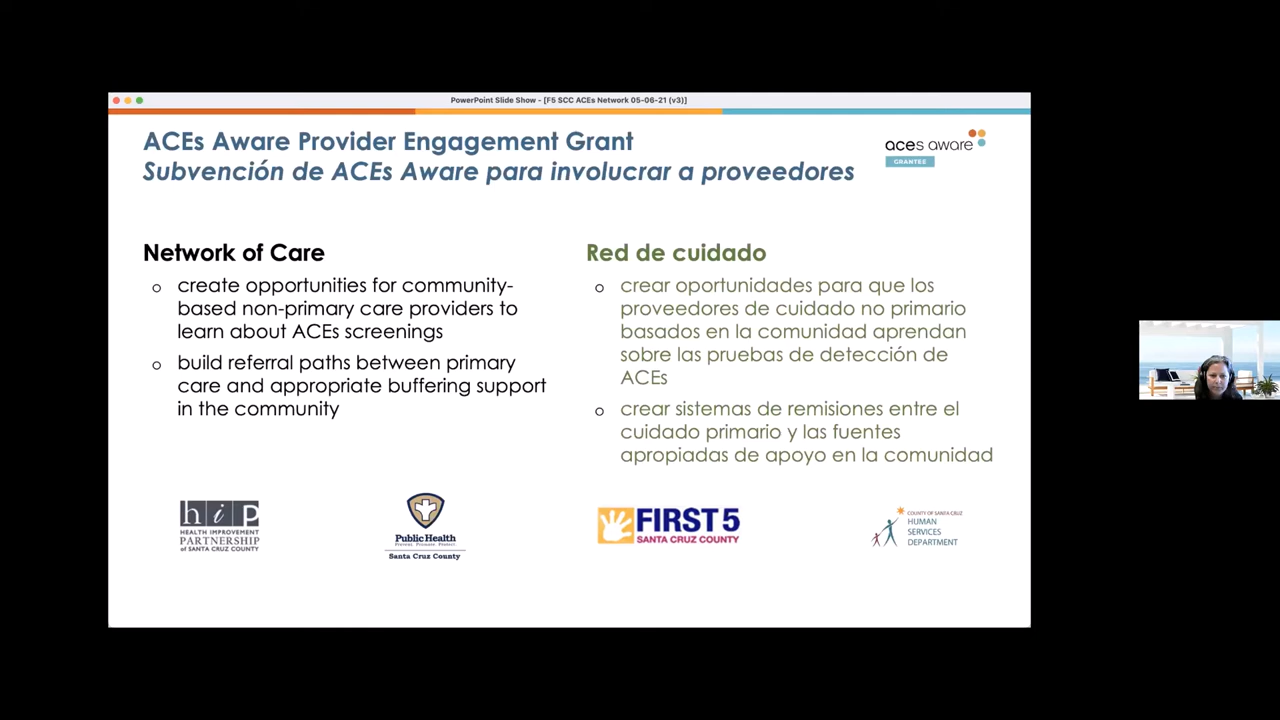 PowerPoint Slide Show - [F5 SCC ACEs Network 05-06-21 (v3)]
ACEs Aware Provider Engagement Grant
Subvención de ACEs Aware para involucrar a proveedores
aces aware
GRANTEE
Network of Care
create opportunities for community-
based non-primary care providers to
learn about ACEs screenings
build referral paths between primary
care and appropriate buffering support
in the community
Red de cuidado
crear oportunidades para que los
proveedores de cuidado no primario
basados en la comunidad aprendan
sobre las pruebas de detección de
ACEs
crear sistemas de remisiones entre el
cuidado primario y las fuentes
apropiadas de apoyo en la comunidad
hip
HEALTH IMPROVEMENT
PARTNERSHIP
of SANTA CRUZ COUNTY
Public Health
Prevent. Promote. Protect.
Santa Cruz County
FIRST 5
SANTA CRUZ COUNTY
COUNTY OF SANTA CRUZ
HUMAN
SERVICES
DEPARTMENT